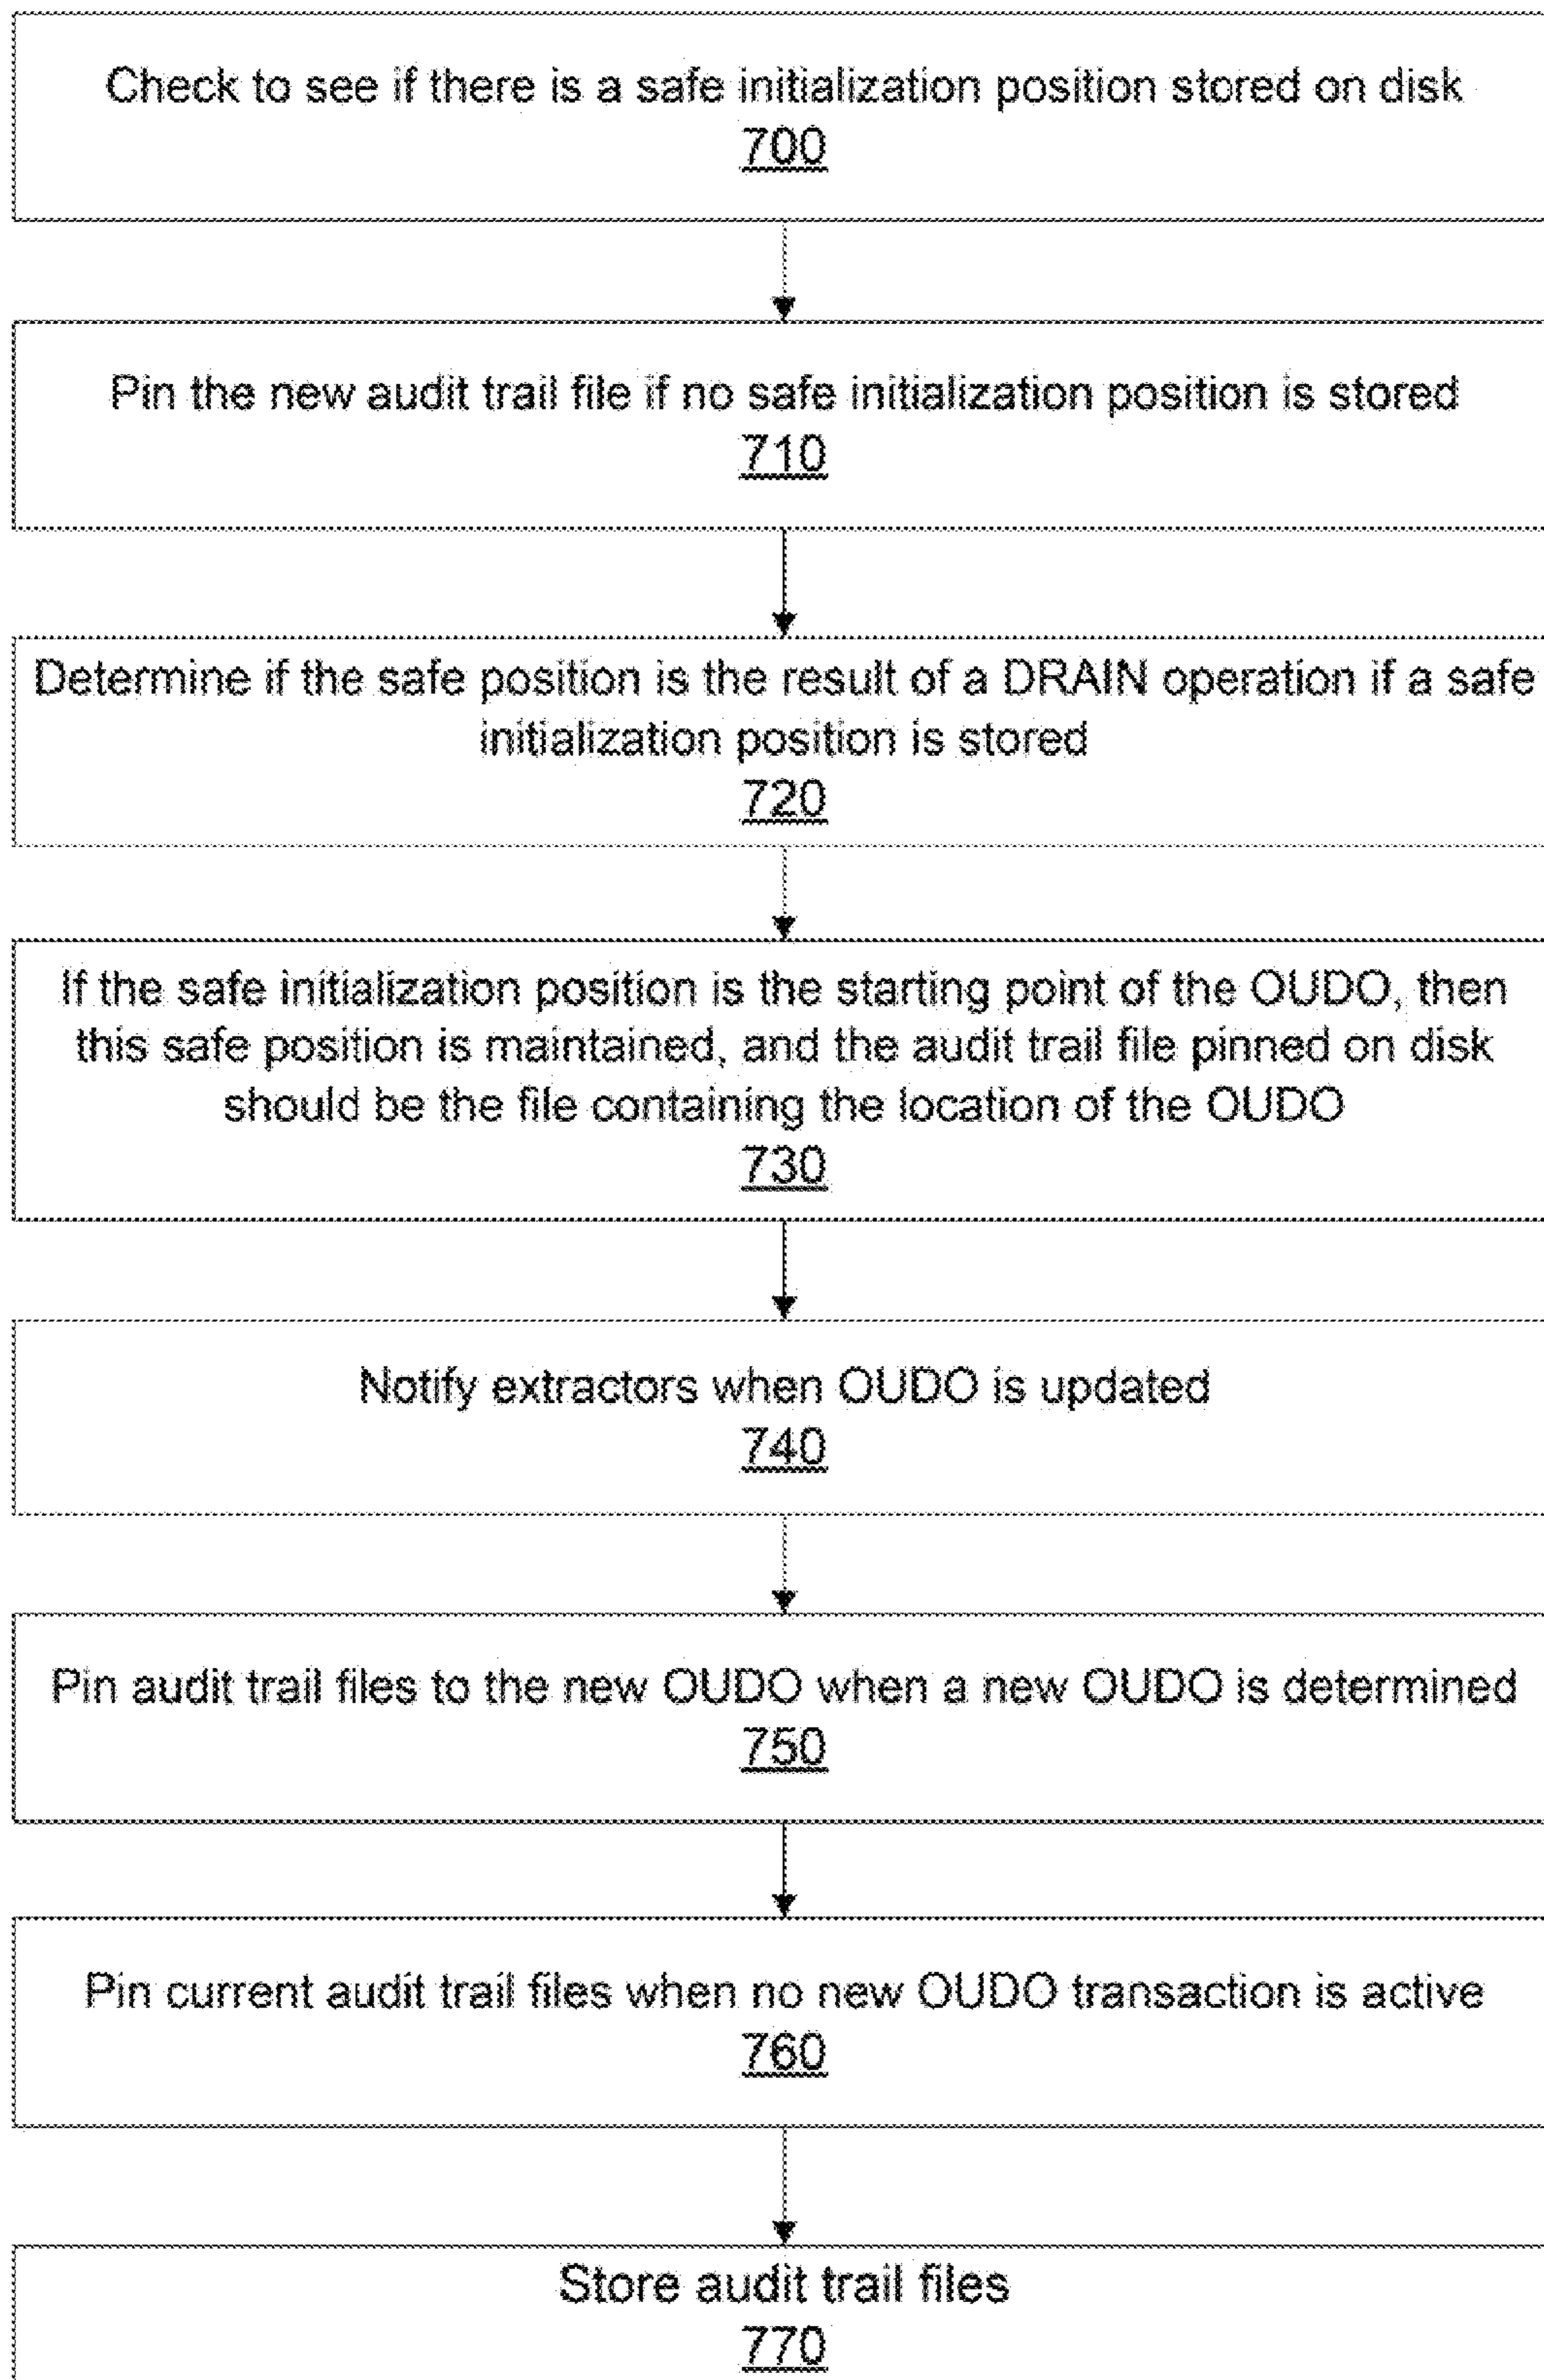 Check to see if there is a safe initialization position stored on disk
700
Pin the new audit trail file if no safe initialization position is stored
710
Determine if the safe position is the result of a DRAIN operation if a safe
initialization position is stored
720
If the safe initialization position is the starting point of the OUDO, then
this safe position is maintained, and the audit trail file pinned on disk
should be the file containing the location of the OUDO
730
Notify extractors when OUDO is updated
740
Pin audit trail files to the new OUDO when a new OUDO is determined
750
Pin current audit trail files when no new OUDO transaction is active
760
Store audit trail files
770